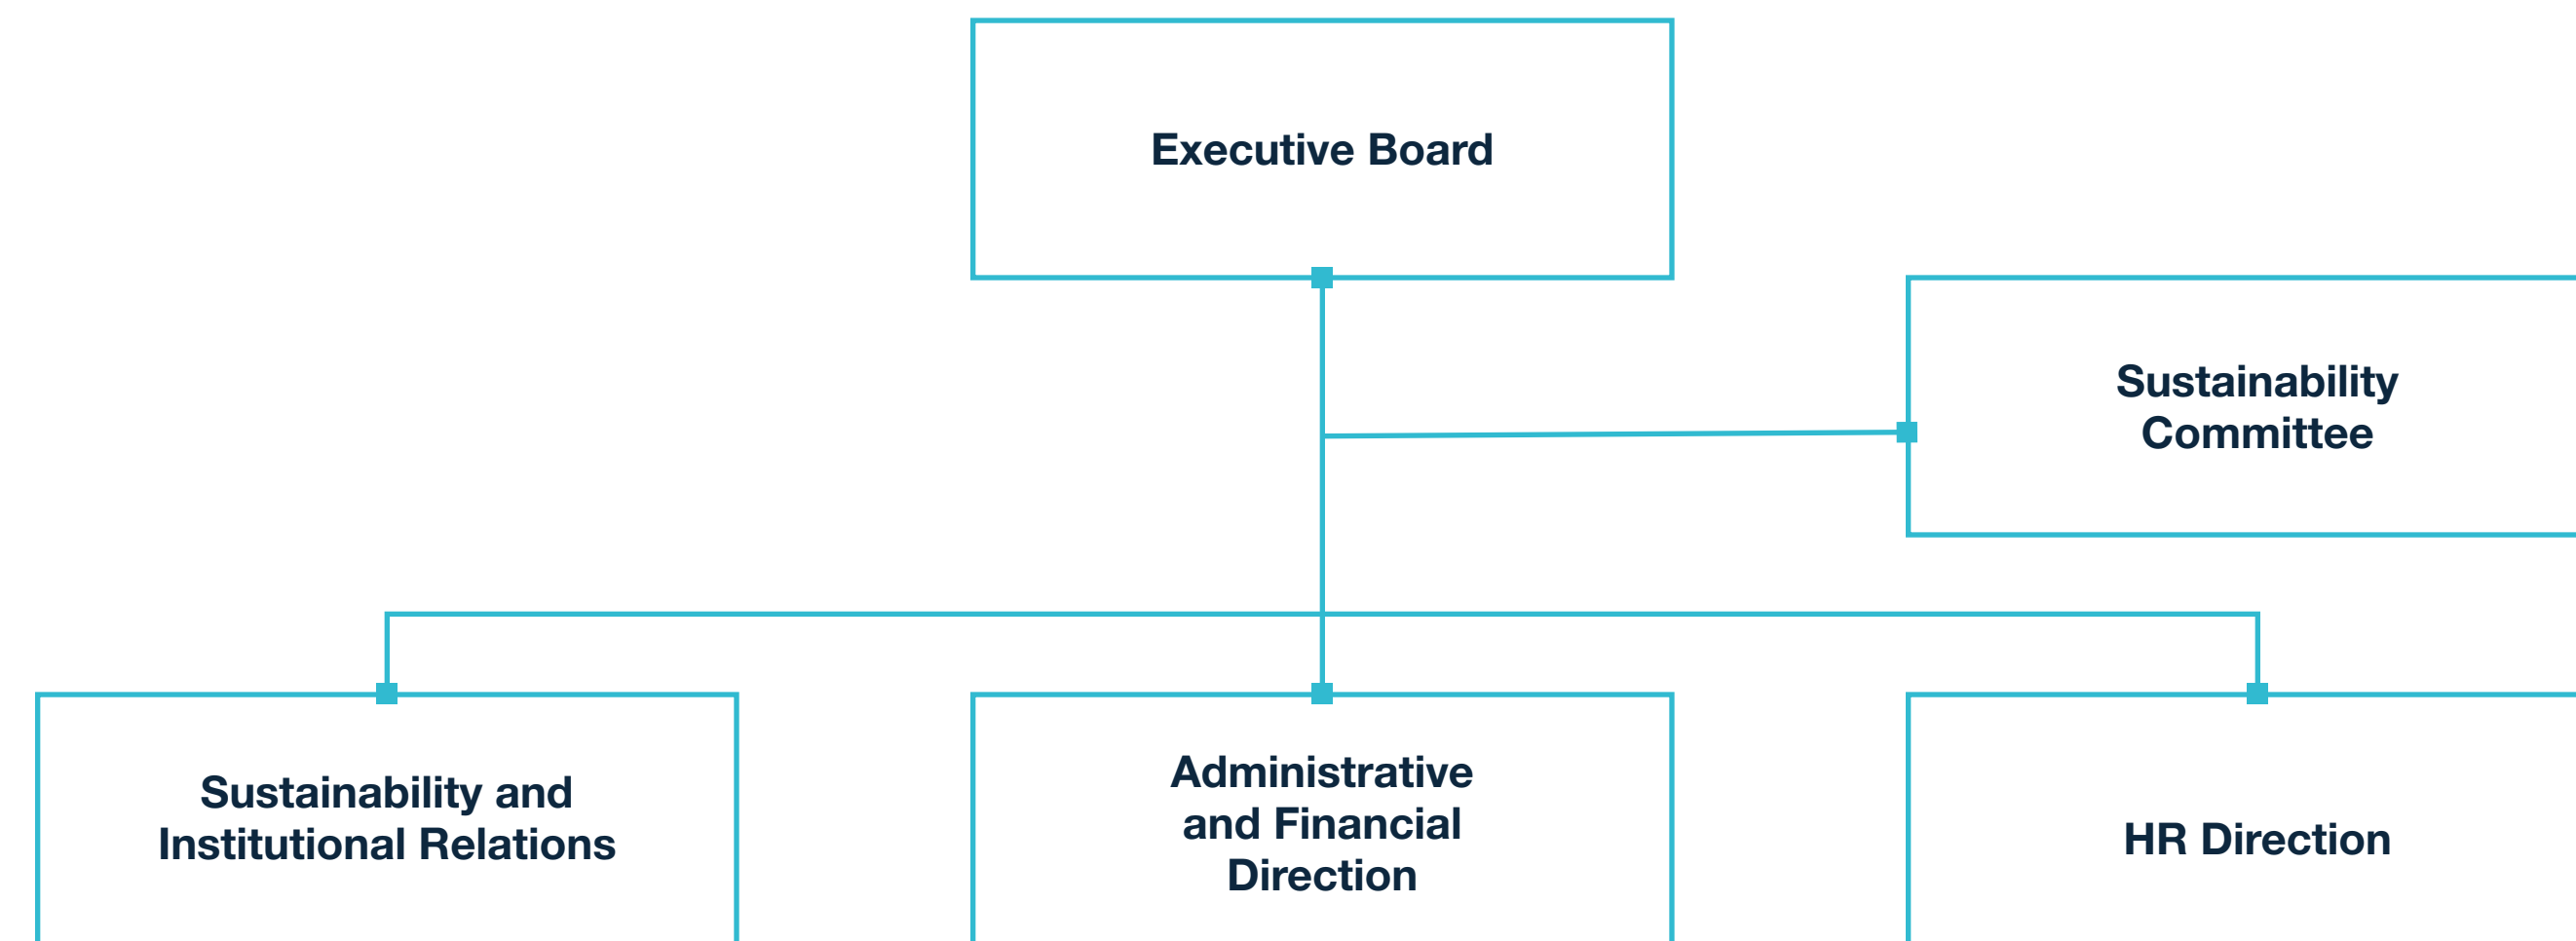 Executive Board
Sustainability
Committee
Sustainability and
Institutional Relations
Administrative
and Financial
Direction
HR Direction